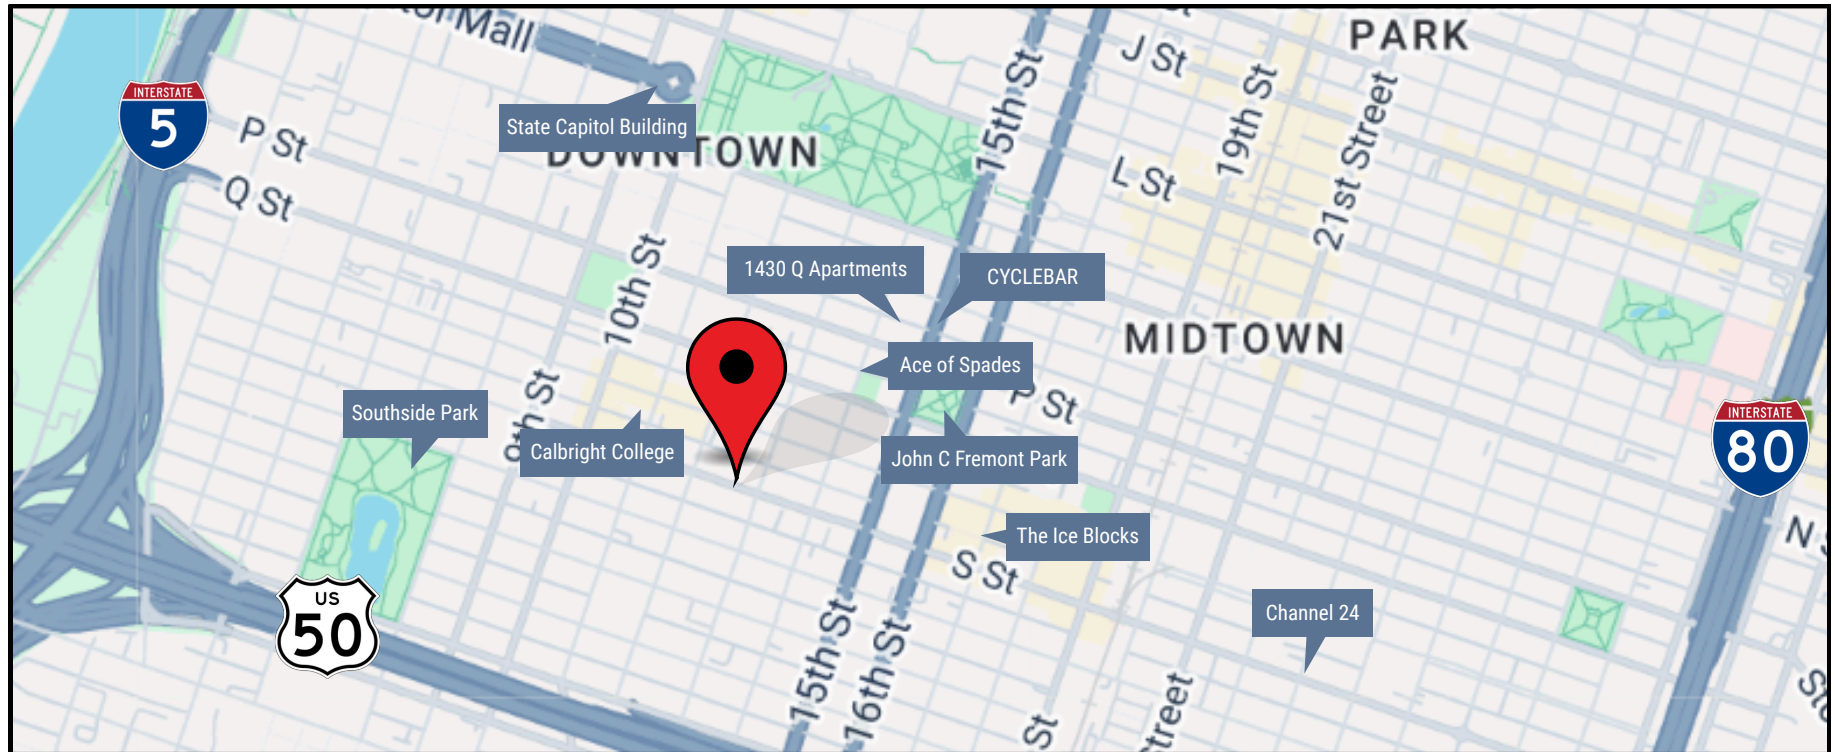 Mall
PARK
J St
INTERSTATE
5
P St
State Capitol Building
DOWNTOWN
15th St
19th St
21st Street
Q St
L St
10th St
1430 Q Apartments
CYCLEBAR
MIDTOWN
Ace of Spades
P St
Southside Park
Calbright College
John C Fremont Park
INTERSTATE
80
The Ice Blocks
S St
US
50
Channel 24
15th St
16th St
St
Street